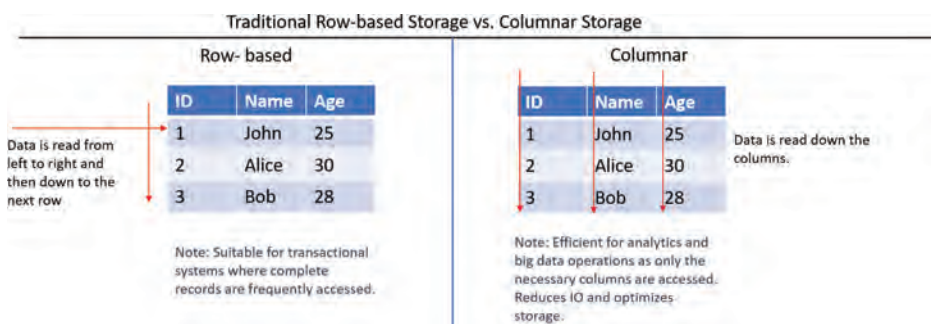 Traditional Row-based Storage vs. Columnar Storage
Row- based
ID Name Age
1 John 25
2 Alice 30
3 Bob 28
Data is read from
left to right and
then down to the
next row
Note: Suitable for transactional
systems where complete
records are frequently accessed.
Columnar
ID Name Age
1 John 25
2 Alice 30
3 Bob 28
Data is read down the
columns.
Note: Efficient for analytics and
big data operations as only the
necessary columns are accessed.
Reduces IO and optimizes
storage.